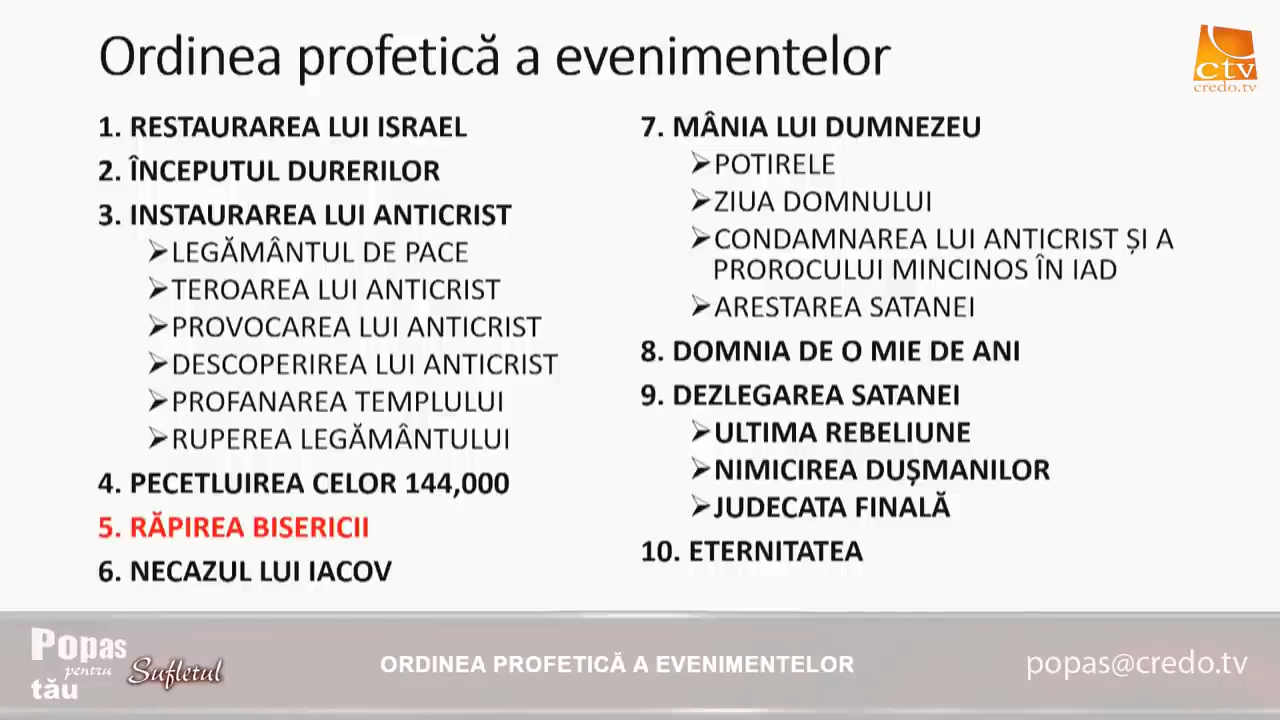 Ordinea profetică a evenimentelor
ctv
credo.tv
1. RESTAURAREA LUI ISRAEL
2. ÎNCEPUTUL DURERILOR
3. INSTAURAREA LUI ANTICRIST
➢LEGĂMÂNTUL DE PACE
➢TEROAREA LUI ANTICRIST
➢PROVOCAREA LUI ANTICRIST
➢DESCOPERIREA LUI ANTICRIST
➢PROFANAREA TEMPLULUI
➢RUPEREA LEGĂMÂNTULUI
4. PECETLUIREA CELOR 144,000
5. RĂPIREA BISERICII
6. NECAZUL LUI IACOV
7. MÂNIA LUI DUMNEZEU
➢POTIRELE
➢ZIUA DOMNULUI
➢CONDAMNAREA LUI ANTICRIST ȘI A
PROROCULUI MINCINOS ÎN IAD
➢ARESTAREA SATANEI
8. DOMNIA DE O MIE DE ANI
9. DEZLEGAREA SATANEI
➢ULTIMA REBELIUNE
➢NIMICIREA DUȘMANILOR
➢JUDECATA FINALĂ
10. ETERNITATEA
Popas
pentru
Sufletul
tău
ORDINEA PROFETICĂ A EVENIMENTELOR
popas@credo.tv